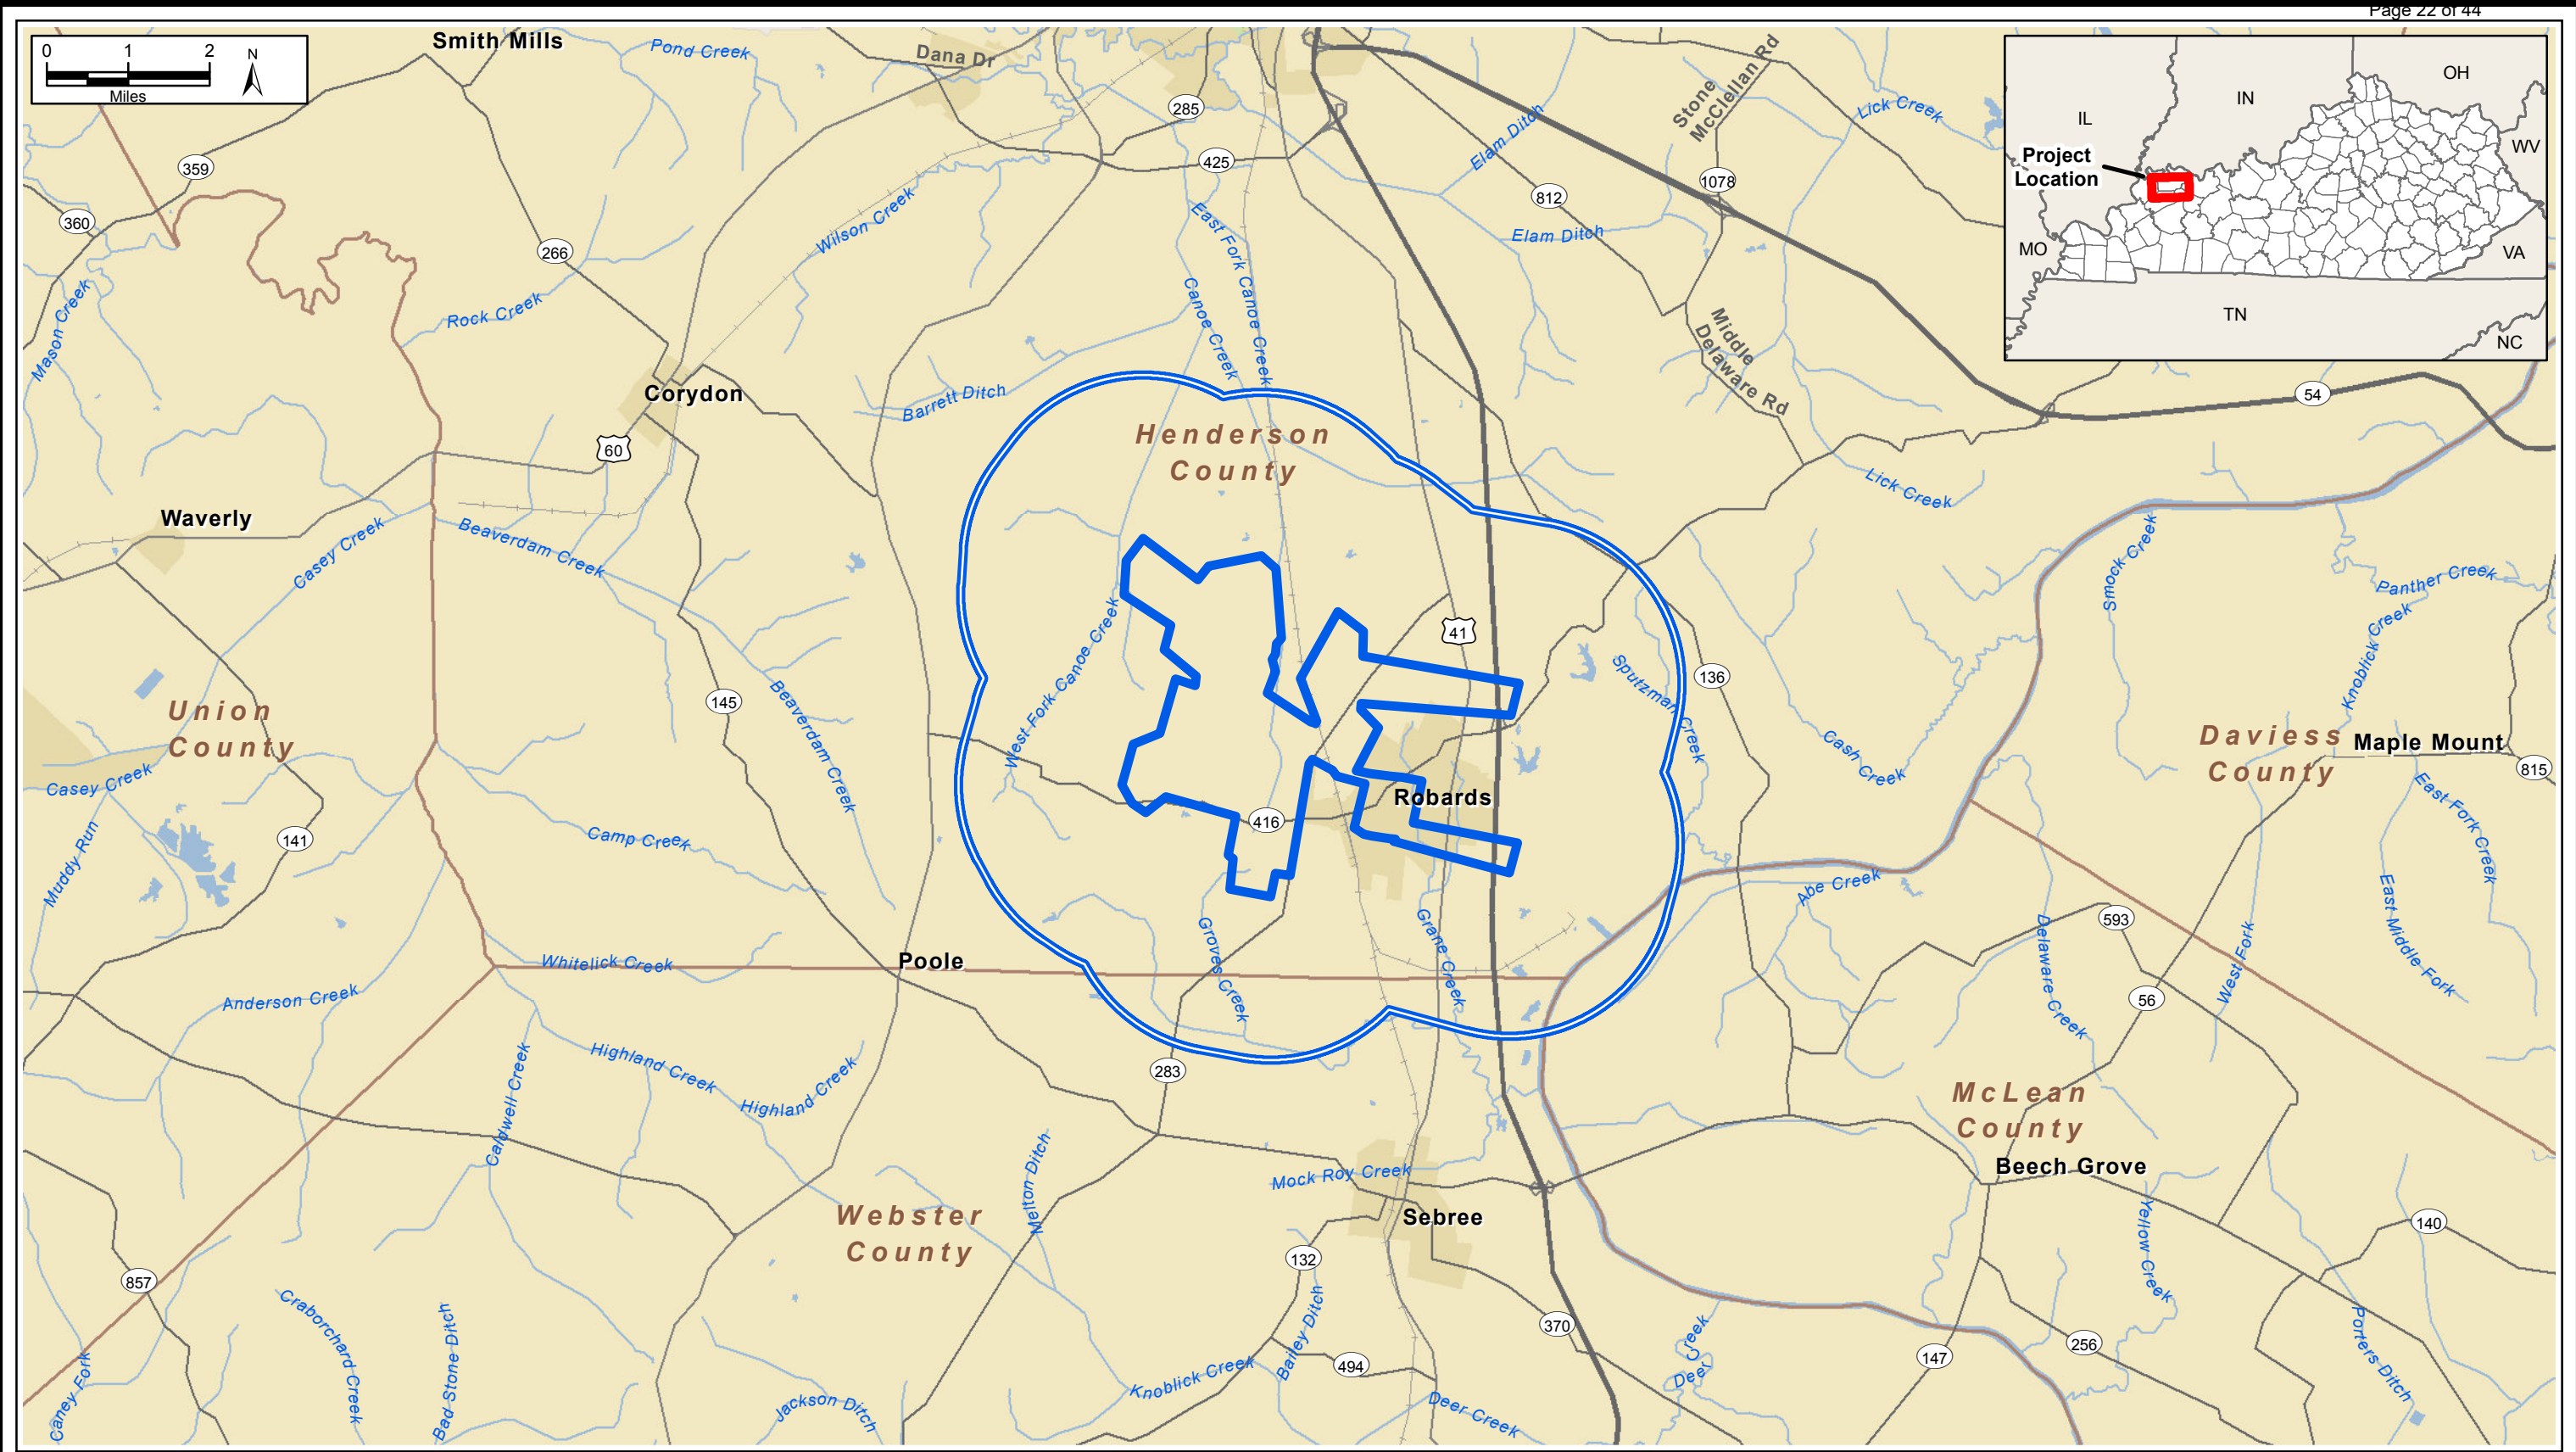 Page 22 of 44
0 1 2
N
Miles
Smith Mills
Pond Creek
Dana Dr
285
425
359
360
266
Wilson Creek
Rock Creek
Mason Creek
Corydon
60
Barrett Ditch
Canoe Creek
East Fork Canoe Creek
Elam Ditch
Stone
McClellan Rd
Lick Creek
1078
812
Elam Ditch
Middle
Delaware Rd
54
OH
IN
IL
WV
Project
Location
MO
VA
TN
NC
Henderson
County
Waverly
Casey Creek
Beaverdam Creek
Lick Creek
Smock Creek
Panther Creek
Knoblick Creek
West Fork Canoe Creek
41
Sputzman Creek
136
Cash Creek
Union
County
145
Beaverdam Creek
Casey Creek
Muddy Run
141
Camp Creek
416
Robards
Daviess
County
Maple Mount
815
East Fork Creek
East Middle Fork
Abe Creek
593
Delaware Creek
West Fork
56
Whitelick Creek
Poole
Groves Creek
Grane Creek
Anderson Creek
Highland Creek
Highland Creek
Caldwell Creek
283
McLean
County
Beech Grove
Melton Ditch
Mock Roy Creek
Webster
County
Sebree
132
Yellow Creek
140
857
Craborchard Creek
Bad Stone Ditch
Caney Fork
Jackson Ditch
Knoblick Creek
Bailey Ditch
494
370
Deer Creek
Deer Creek
147
256
Porters Ditch